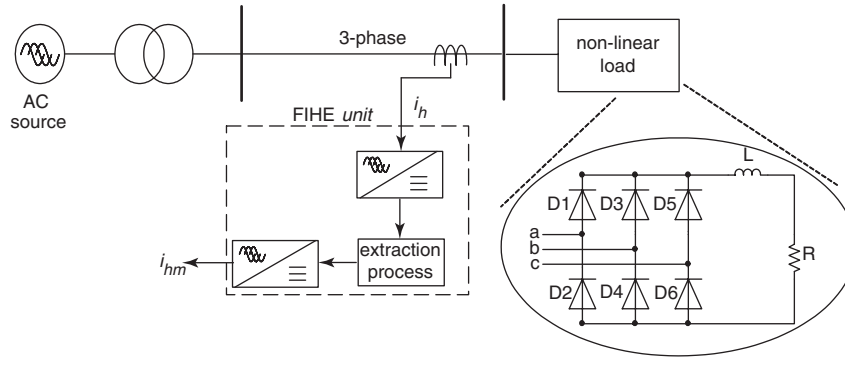 3-phase
non-linear
load
AC
source
FIHE unit
i_h
L
D1 D3 D5
a
extraction
process
b
R
i_hm
c
D2 D4 D6